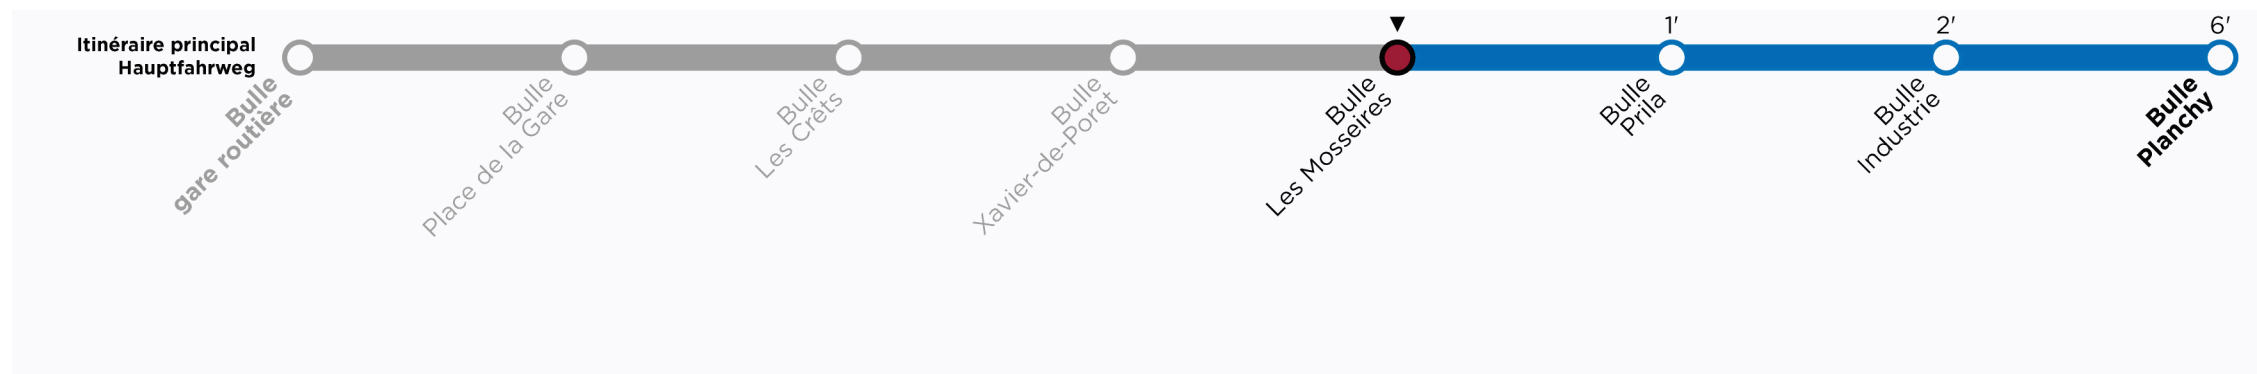 ▼ 1' 2' 6'
Itinéraire principal
Hauptfahrweg
Bulle
gare routière
Bulle
Place de la Gare
Bulle
Les Crêts
Bulle
Xavier-de-Poret
Bulle
Les Mosseires
Bulle
Prila
Bulle
Industrie
Bulle
Planchy